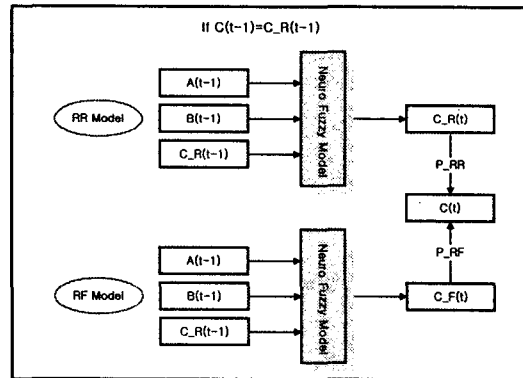 If C(t-1)=C_R(t-1)
RR Model
A(t-1)
B(t-1)
C_R(t-1)
Neuro Fuzzy Model
C_R(t)
P_RR
C(t)
P_RF
RF Model
A(t-1)
B(t-1)
C_R(t-1)
Neuro Fuzzy Model
C_F(t)